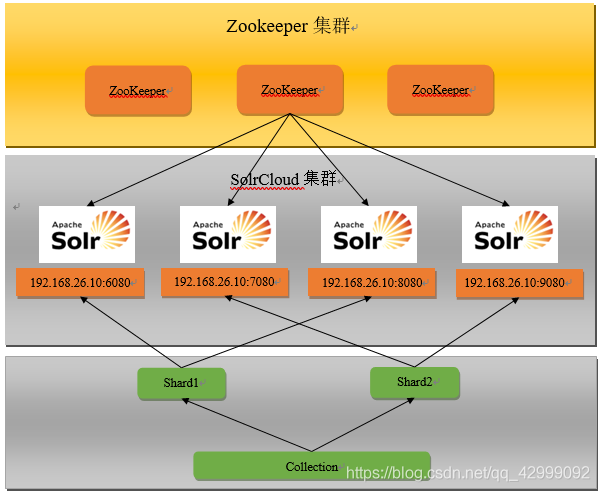 Zookeeper 集群
ZooKeeper
ZooKeeper
ZooKeeper
SolrCloud 集群
Apache
Solr
Apache
Solr
Apache
Solr
Apache
Solr
192.168.26.10:6080
192.168.26.10:7080
192.168.26.10:8080
192.168.26.10:9080
Shard1
Shard2
Collection
https://blog.csdn.net/qq_42999092